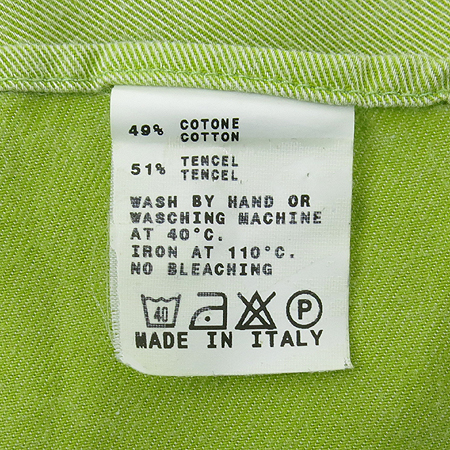 49% COTONE
COTTON
51% TENCEL
TENCEL
WASH BY HAND OR
WASCHING MACHINE
AT 40°C.
IRON AT 110°C.
NO BLEACHING
40 P
MADE IN ITALY